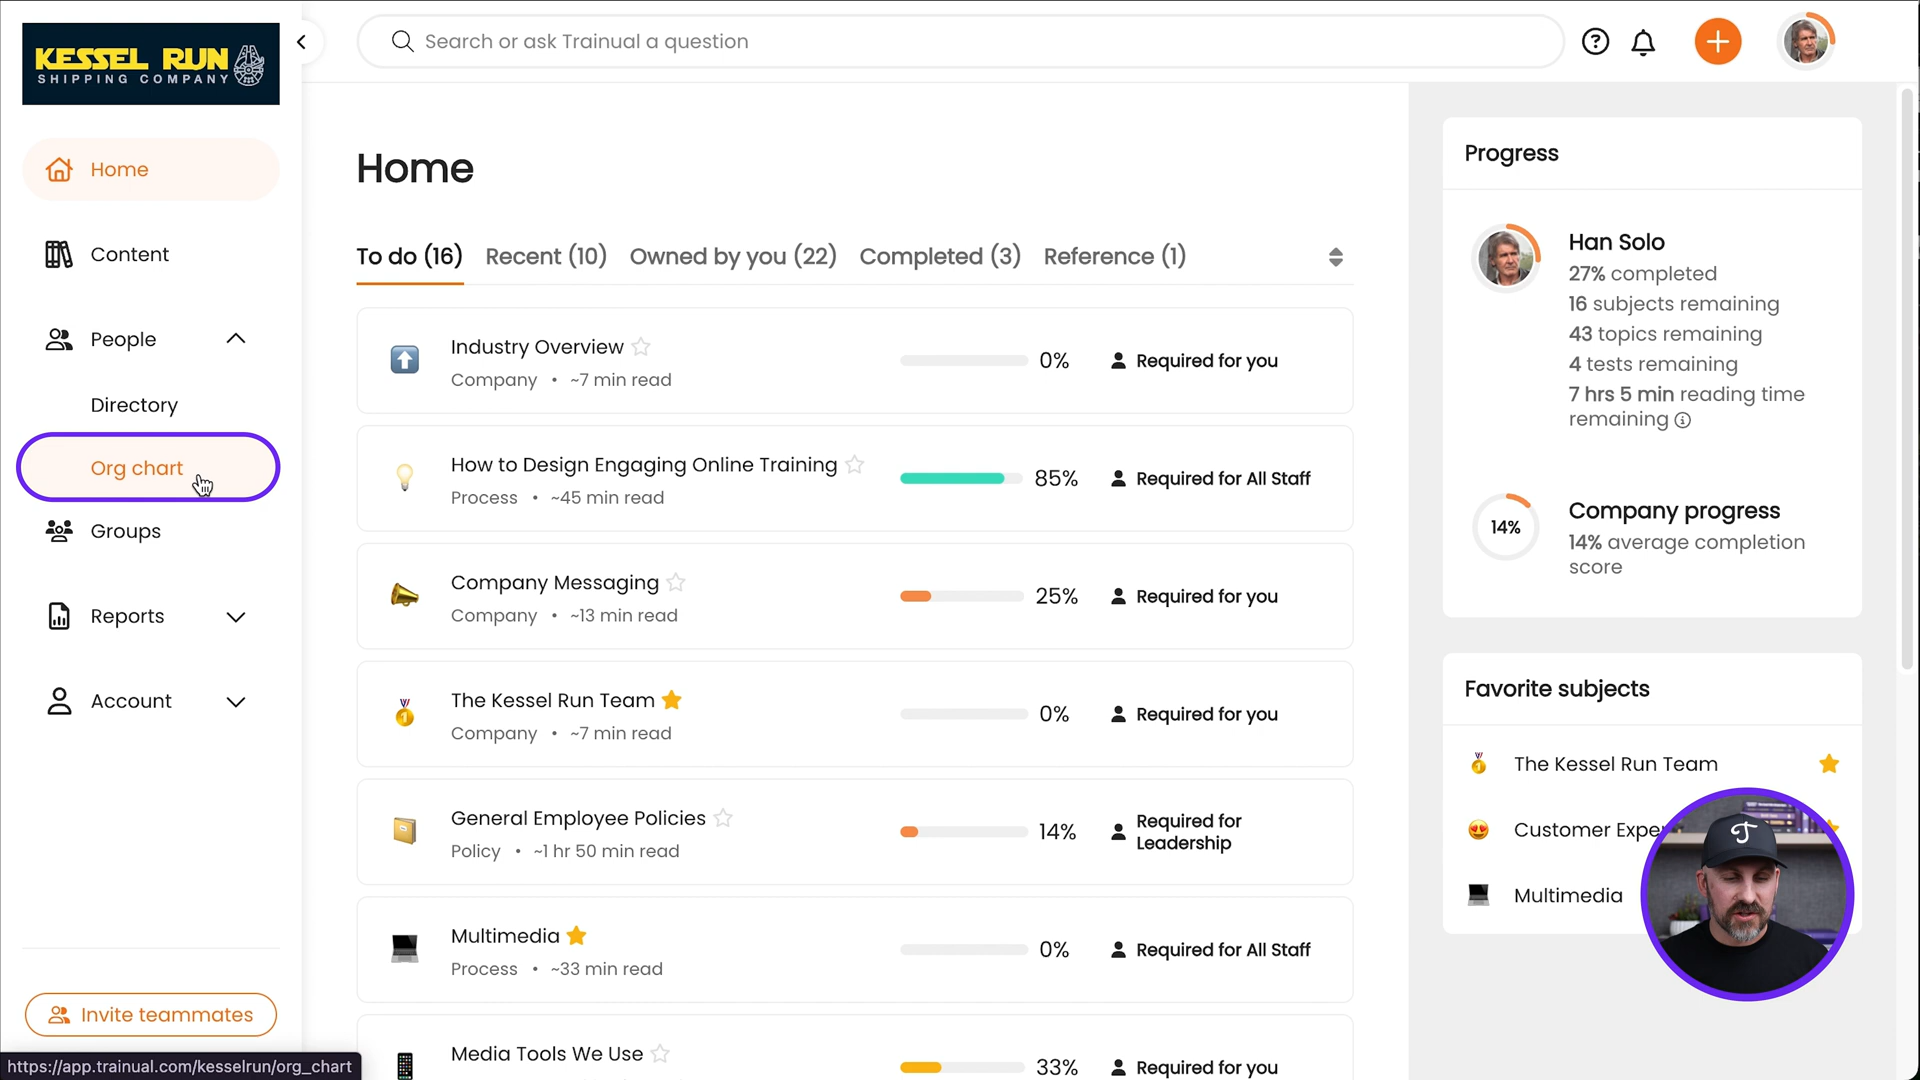 KESSEL RUN
SHIPPING COMPANY
Search or ask Trainual a question
Home
Content
People
Directory
Org chart
Groups
Reports
Account
Invite teammates
https://app.trainual.com/kesselrun/org_chart
Home
To do (16) Recent (10) Owned by you (22) Completed (3) Reference (1)
Industry Overview
Company • ~7 min read
0% Required for you
How to Design Engaging Online Training
Process • ~45 min read
85% Required for All Staff
Company Messaging
Company • ~13 min read
25% Required for you
The Kessel Run Team
Company • ~7 min read
0% Required for you
General Employee Policies
Policy • ~1 hr 50 min read
14% Required for
Leadership
Multimedia
Process • ~33 min read
0% Required for All Staff
Media Tools We Use
33% Required for you
Progress
Han Solo
27% completed
16 subjects remaining
43 topics remaining
4 tests remaining
7 hrs 5 min reading time
remaining
14%
Company progress
14% average completion
score
Favorite subjects
The Kessel Run Team
Customer
Multimedia